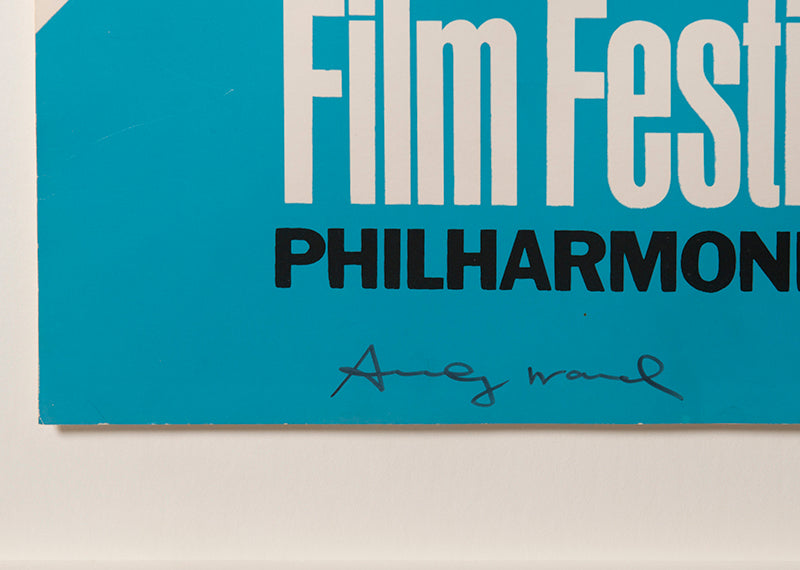 Film Festi
PHILHARMONI
Andy Warhol